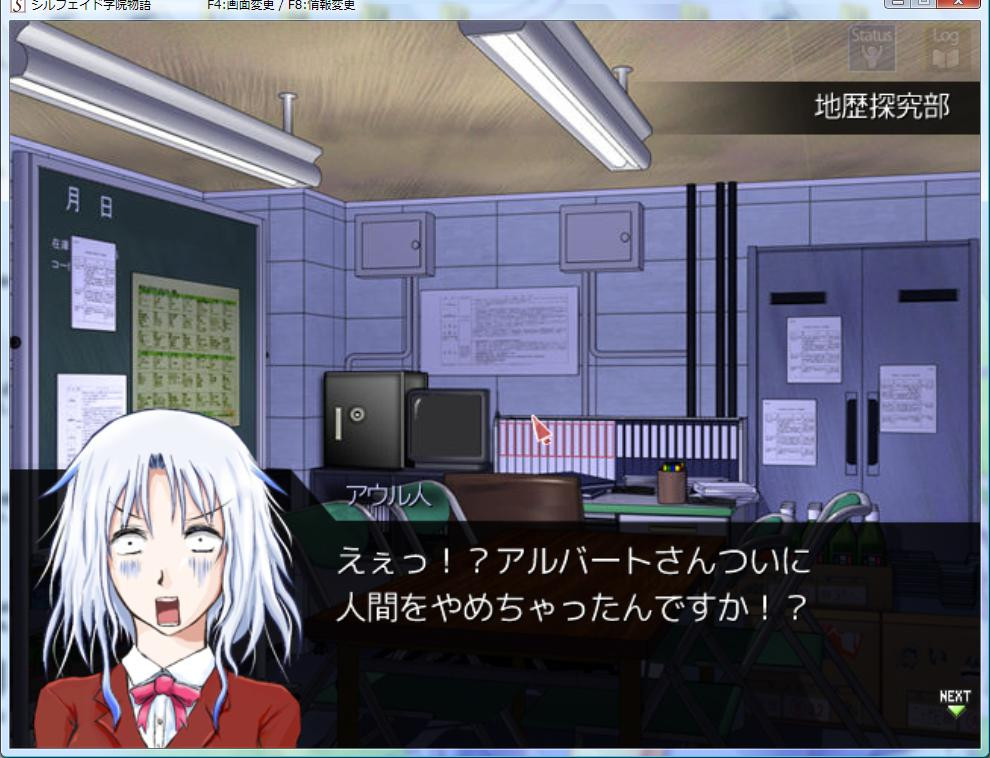 シルフェイド学院物語 F4:画面変更 / F8:情報変更
Status
Log
地歴探究部
月 日
アウル人
えぇっ！？アルバートさんついに
人間をやめちゃったんですか！？
NEXT